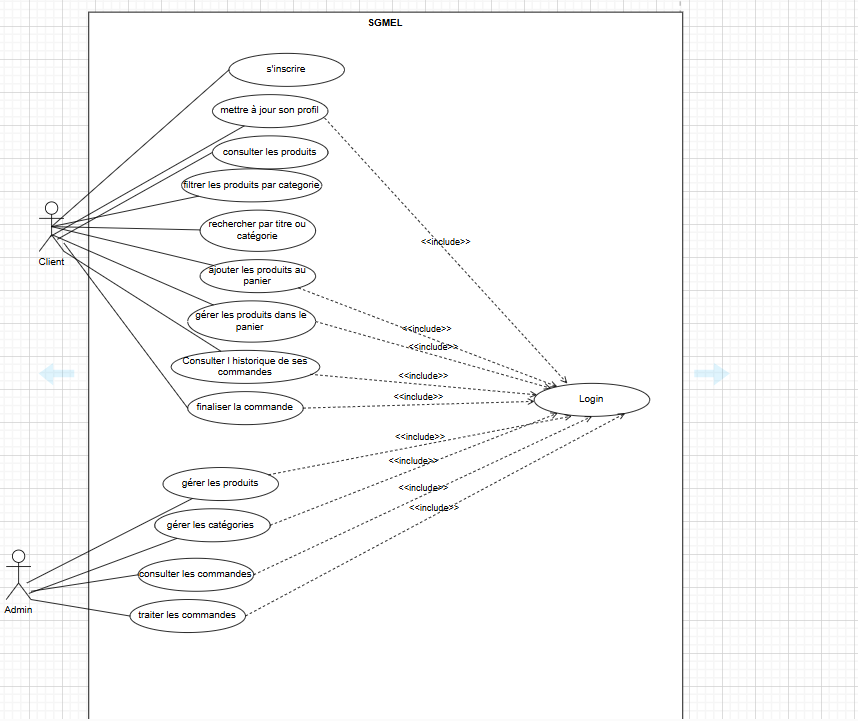 SGMEL
s'inscrire
mettre à jour son profil
consulter les produits
filtrer les produits par categorie
rechercher par titre ou
catégorie
Client
<<include>>
ajouter les produits au
panier
gérer les produits dans le
panier
<<include>>
<<include>>
Consulter l historique de ses
commandes
<<include>>
<<include>>
Login
finaliser la commande
<<include>>
<<include>>
gérer les produits
<<include>>
<<include>>
gérer les catégories
consulter les commandes
Admin
traiter les commandes